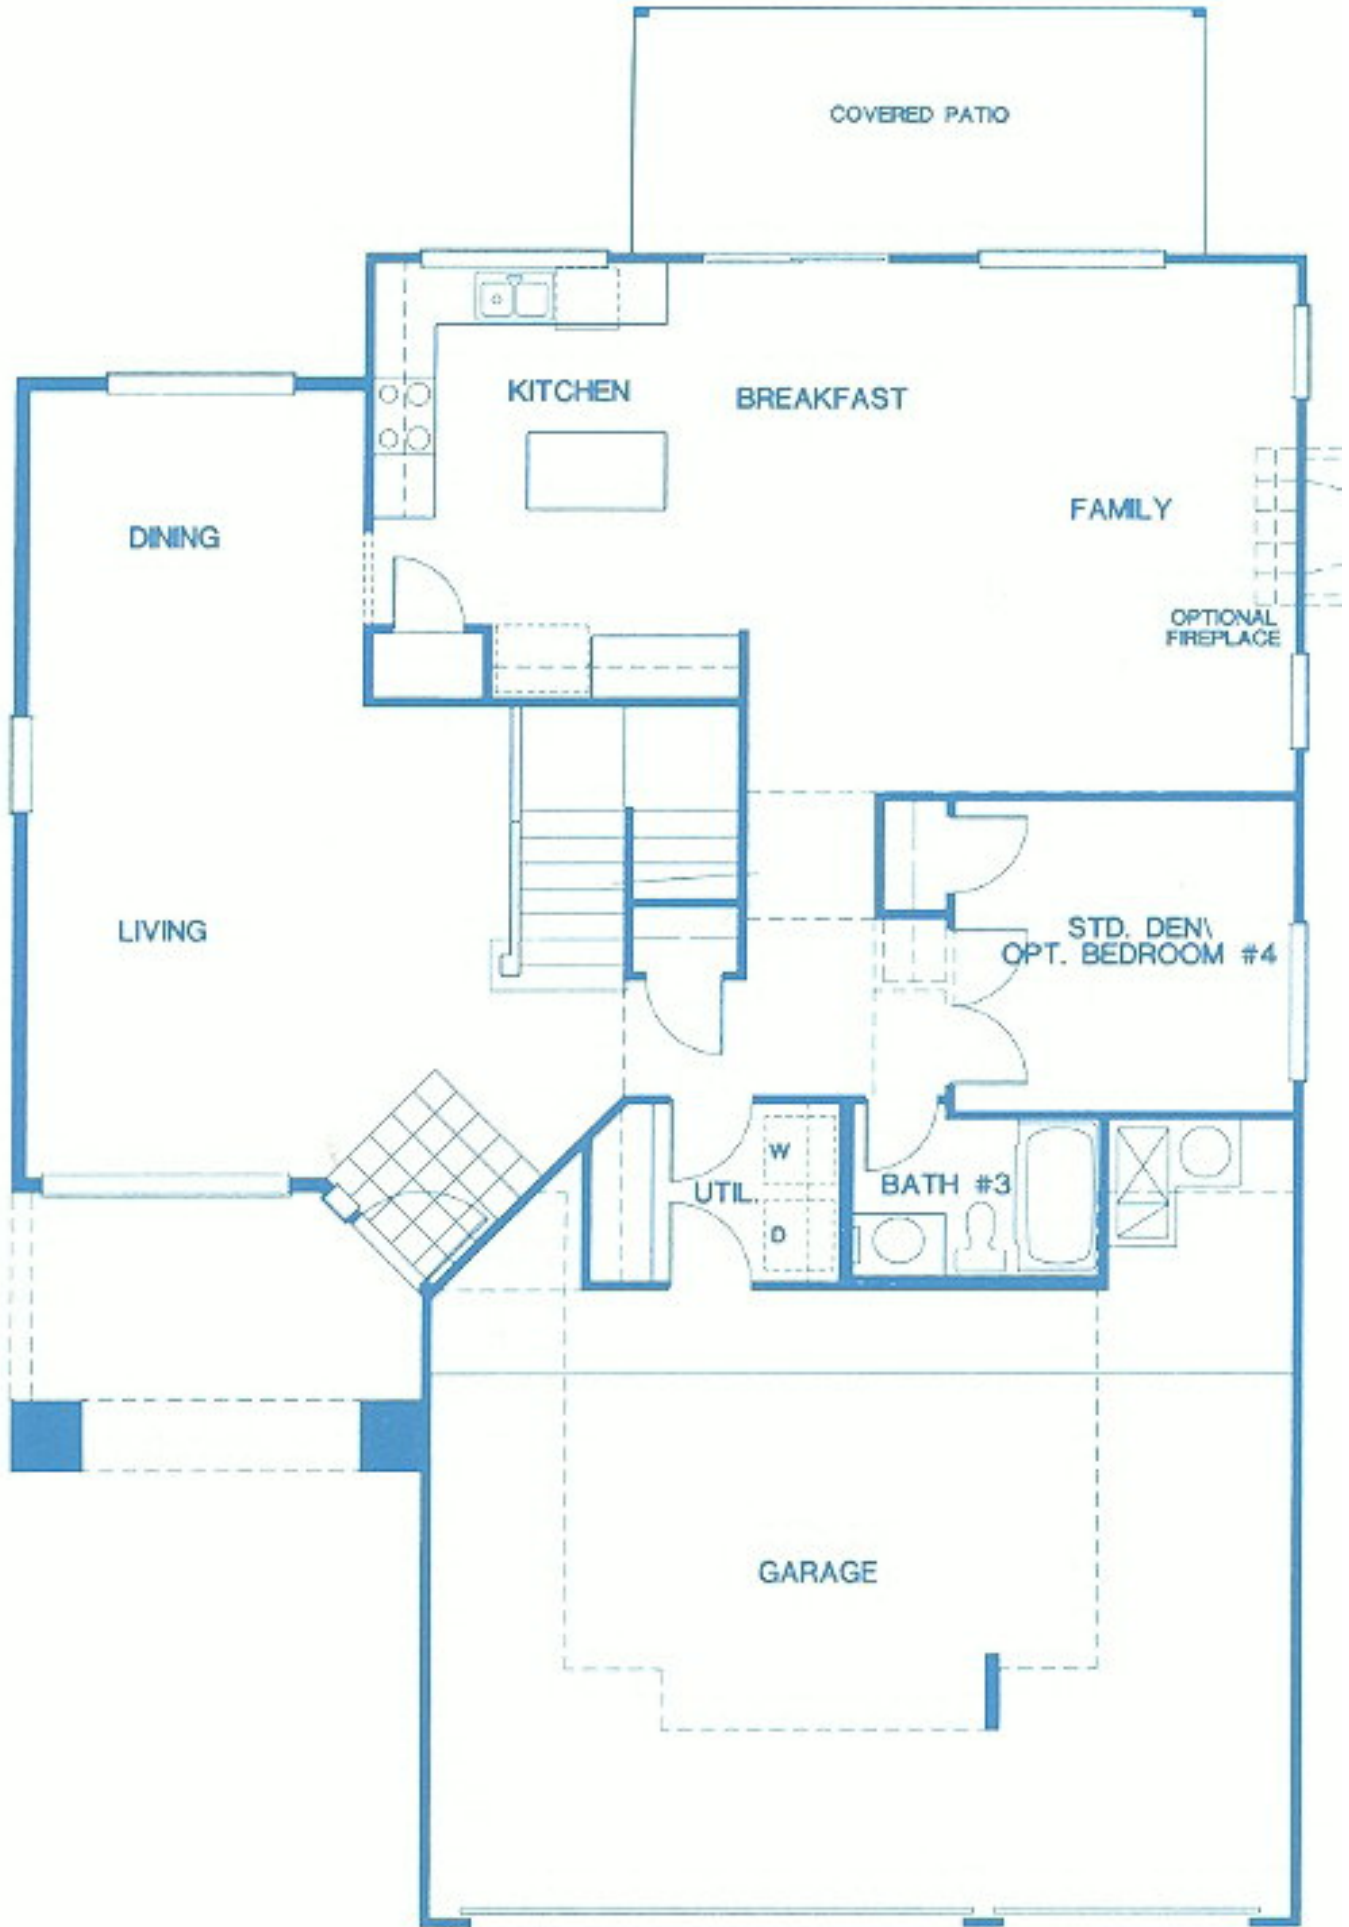 COVERED PATIO
KITCHEN
BREAKFAST
DINING
FAMILY
OPTIONAL
FIREPLACE
LIVING
STD. DEN\
OPT. BEDROOM #4
W
UTIL.
BATH #3
D
GARAGE